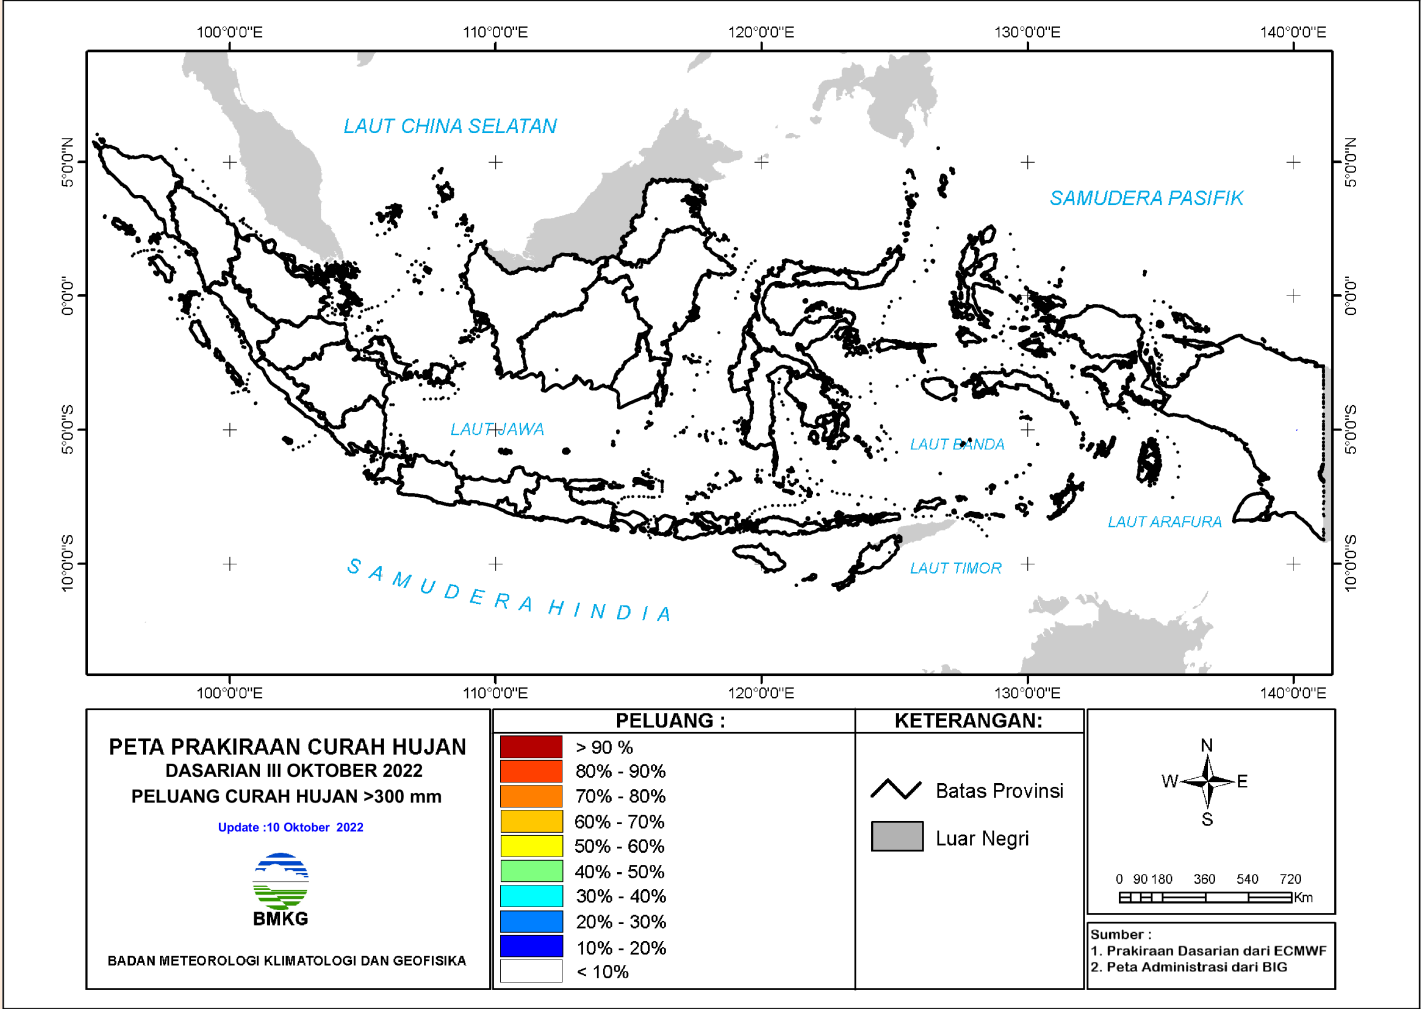 100°0'0"E 110°0'0"E 120°0'0"E 130°0'0"E 140°0'0"E
LAUT CHINA SELATAN
5°0'0"N 5°0'0"N
SAMUDERA PASIFIK
0°0'0" 0°0'0"
5°0'0"S 5°0'0"S
LAUT JAWA
LAUT BANDA
LAUT ARAFURA
10°0'0"S 10°0'0"S
LAUT TIMOR
SAMUDERA HINDIA
100°0'0"E 110°0'0"E 120°0'0"E 130°0'0"E 140°0'0"E
PETA PRAKIRAAN CURAH HUJAN
DASARIAN III OKTOBER 2022
PELUANG CURAH HUJAN >300 mm
Update :10 Oktober 2022
BMKG
BADAN METEOROLOGI KLIMATOLOGI DAN GEOFISIKA
PELUANG :
> 90 %
80% - 90%
70% - 80%
60% - 70%
50% - 60%
40% - 50%
30% - 40%
20% - 30%
10% - 20%
< 10%
KETERANGAN:
Batas Provinsi
Luar Negri
N
W E
S
0 90 180 360 540 720
Km
Sumber :
1. Prakiraan Dasarian dari ECMWF
2. Peta Administrasi dari BIG